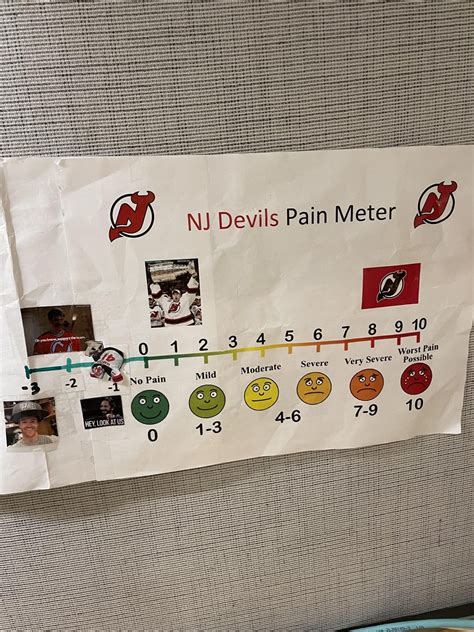 NJ Devils Pain Meter
0 1 2 3 4 5 6 7 8 9 10
-3 -2
No Pain Mild Moderate Severe Very Severe Worst Pain
Possible
HEY, LOOK AT US
0 1-3 4-6 7-9 10